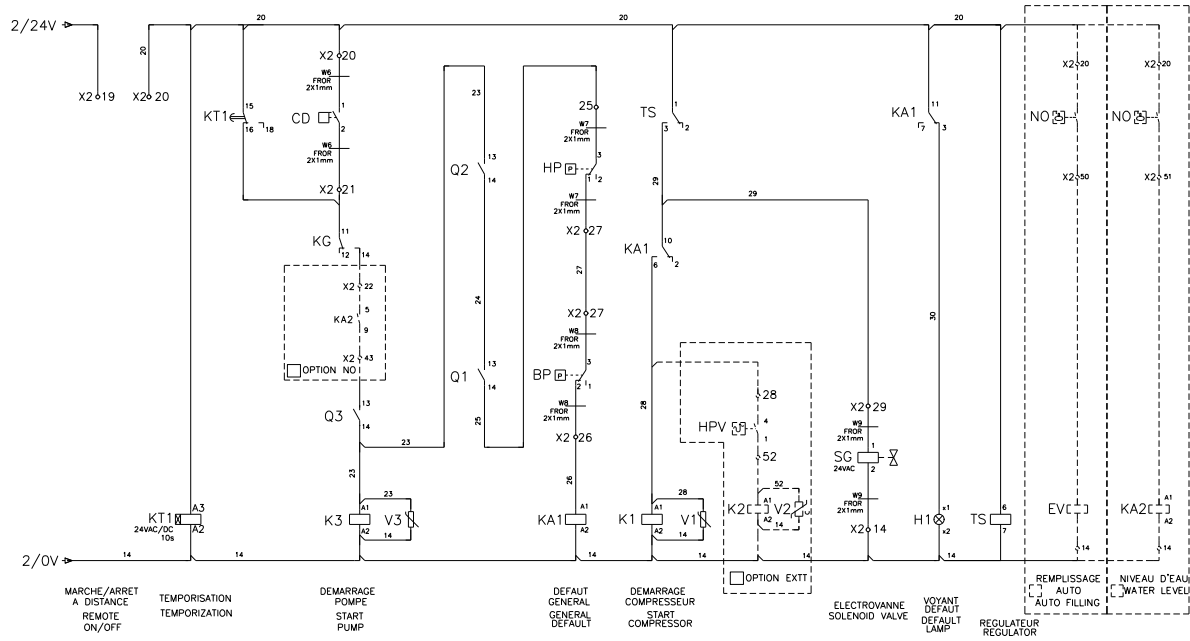 20 20 20
2/24V
X2 20 X2 20 X2 20
20
W6
FROR
2X1mm
X2 19 X2 20
23 25
15 1 1 11
KT1 CD TS KA1 NO NO
16 18 2 3 2 7 3
W7
FROR
2X1mm
W6
FROR
2X1mm
13 3
Q2 HP P
14 1 2
X2 21 29 X2 50 X2 51
W7
FROR
2X1mm
29
11 X2 27
KG KA1 10
12 14 6 2
27
X2 22
5
KA2
9
24 X2 27 30
W8
FROR
2X1mm
X2 43
OPTION NO
13 3
Q1 BP P
14 2 1
W8
FROR
2X1mm
28 28 X2 29
13
Q3
14
25
HPV 4
1
W9
FROR
2X1mm
23 X2 26
52 SG 1
24VAC 2
23 26
23 28 52
W9
FROR
2X1mm
KT1 A3
24VAC/DC A2
10s
K3 A1 A2 V3
KA1 A1 A2
K1 A1 A2 V1
K2 A1 A2 V2
X2 14
H1 x1 x2
TS 6 7
EV
KA2 A1 A2
14 14 14
14 14
2/0V
14 14 14 14 14 14
OPTION EXTT
MARCHE/ARRET
A DISTANCE
REMOTE
ON/OFF
TEMPORISATION
TEMPORIZATION
DEMARRAGE
POMPE
START
PUMP
DEFAUT
GENERAL
GENERAL
DEFAULT
DEMARRAGE
COMPRESSEUR
START
COMPRESSOR
ELECTROVANNE
SOLENOID VALVE
VOYANT
DEFAUT
DEFAULT
LAMP
REGULATEUR
REGULATOR
REMPLISSAGE
AUTO
AUTO FILLING
NIVEAU D'EAU
WATER LEVEL